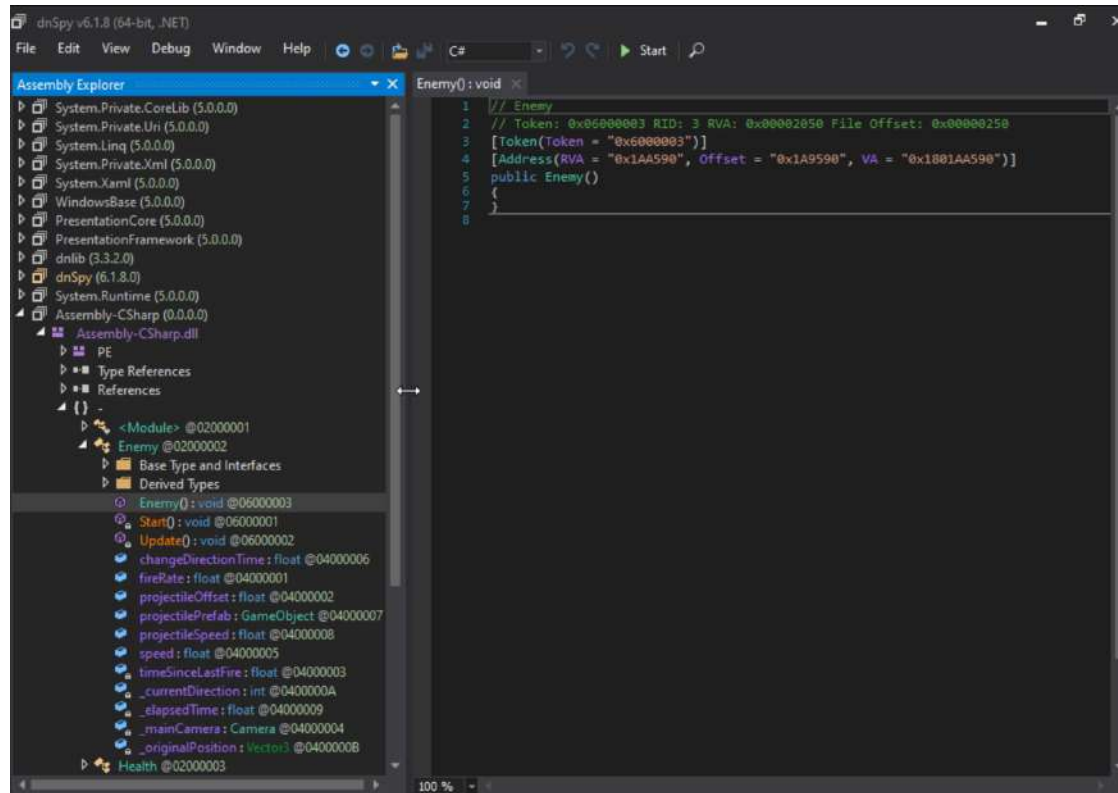 dnSpy v6.1.8 (64-bit, .NET)
File Edit View Debug Window Help C# Start
Assembly Explorer
System.Private.CoreLib (5.0.0.0)
System.Private.Uri (5.0.0.0)
System.Linq (5.0.0.0)
System.Private.Xml (5.0.0.0)
System.Xaml (5.0.0.0)
WindowsBase (5.0.0.0)
PresentationCore (5.0.0.0)
PresentationFramework (5.0.0.0)
dnlib (3.3.2.0)
dnSpy (6.1.8.0)
System.Runtime (5.0.0.0)
Assembly-CSharp (0.0.0.0)
Assembly-CSharp.dll
PE
Type References
References
{} -
<Module> @02000001
Enemy @02000002
Base Type and Interfaces
Derived Types
Enemy() : void @06000003
Start() : void @06000001
Update() : void @06000002
changeDirectionTime : float @04000006
fireRate : float @04000001
projectileOffset : float @04000002
projectilePrefab : GameObject @04000007
projectileSpeed : float @04000008
speed : float @04000005
timeSinceLastFire : float @04000003
_currentDirection : int @0400000A
_elapsedTime : float @04000009
_mainCamera : Camera @04000004
_originalPosition : Vector3 @0400000B
Health @02000003
Enemy() : void
1 // Enemy
2 // Token: 0x06000003 RID: 3 RVA: 0x00002050 File Offset: 0x00000250
3 [Token(Token = "0x6000003")]
4 [Address(RVA = "0x1AA590", Offset = "0x1A9590", VA = "0x1801AA590")]
5 public Enemy()
6 {
7 }
8
100 %